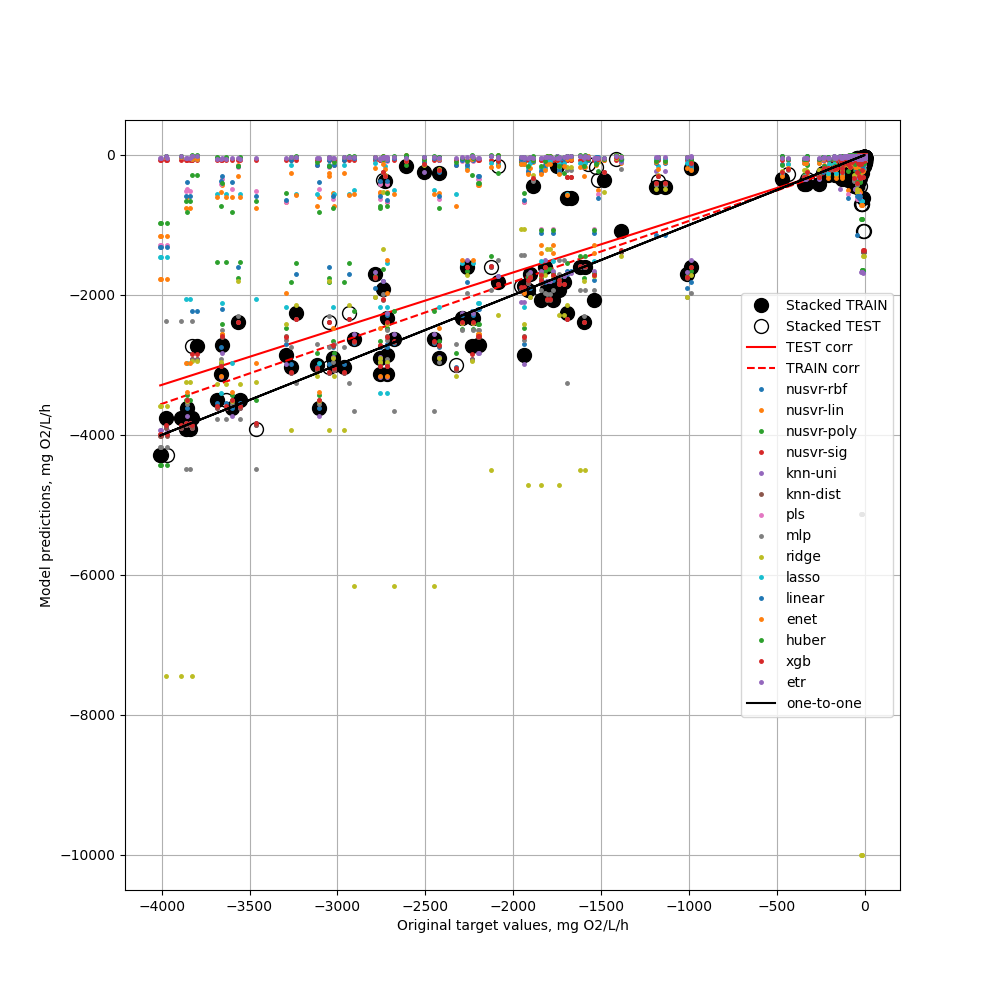 0
−2000
−4000
−6000
−8000
−10000
Model predictions, mg O2/L/h
−4000 −3500 −3000 −2500 −2000 −1500 −1000 −500 0
Original target values, mg O2/L/h
Stacked TRAIN
Stacked TEST
TEST corr
TRAIN corr
nusvr-rbf
nusvr-lin
nusvr-poly
nusvr-sig
knn-uni
knn-dist
pls
mlp
ridge
lasso
linear
enet
huber
xgb
etr
one-to-one